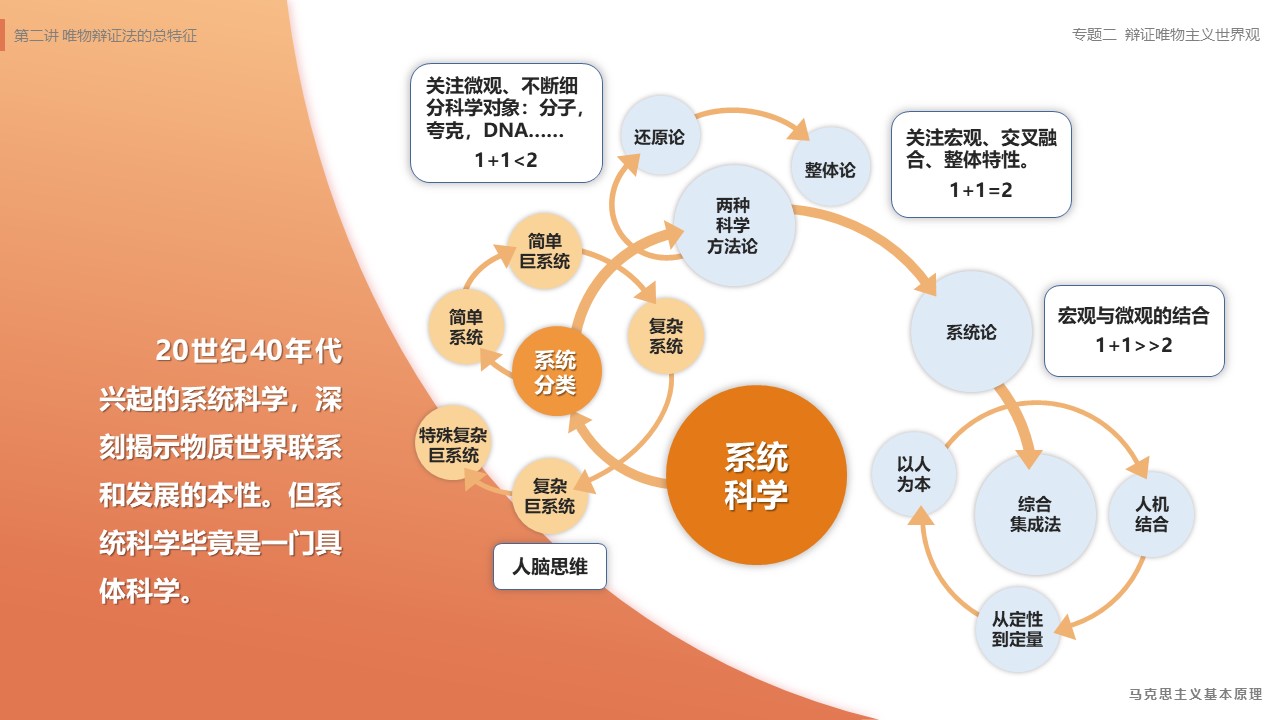 第二讲 唯物辩证法的总特征
专题二 辩证唯物主义世界观
关注微观、不断细
分科学对象：分子，
夸克，DNA……
1+1<2
还原论
整体论
关注宏观、交叉融
合、整体特性。
1+1=2
两种
科学
方法论
简单
巨系统
简单
系统
复杂
系统
系统
分类
系统论
宏观与微观的结合
1+1>>2
20世纪40年代
兴起的系统科学，深
刻揭示物质世界联系
和发展的本性。但系
统科学毕竟是一门具
体科学。
特殊复杂
巨系统
复杂
巨系统
人脑思维
系统
科学
以人
为本
综合
集成法
人机
结合
从定性
到定量
马克思主义基本原理